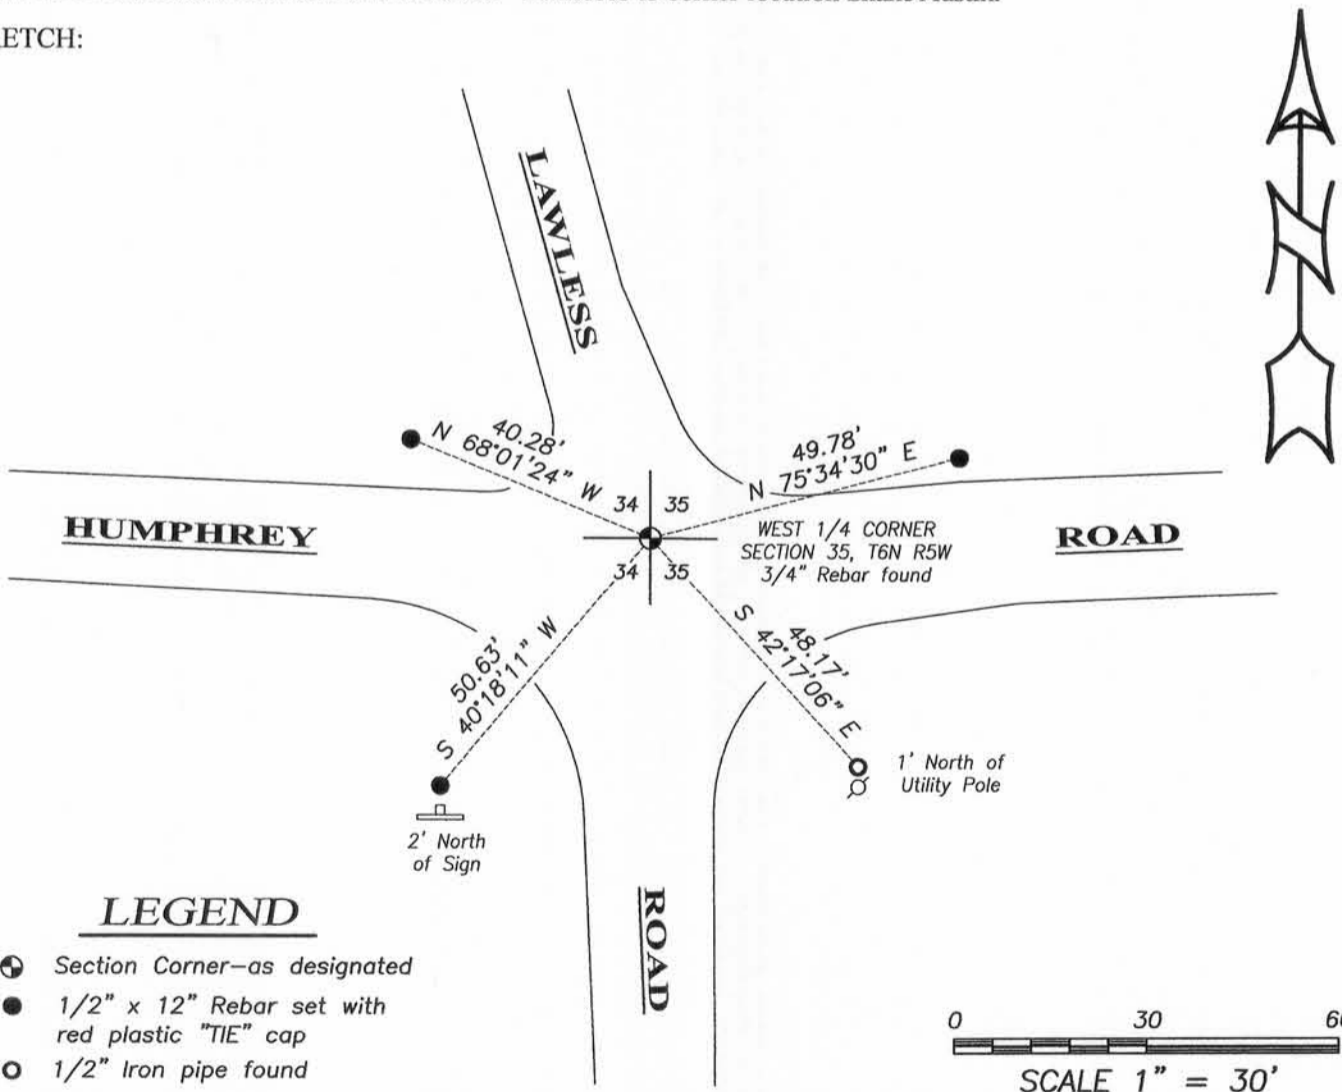 ETCH:
LAWLESS
40.28'
N 68°01'24" W
49.78'
N 75°34'30" E
34 35
HUMPHREY
WEST 1/4 CORNER
SECTION 35, T6N R5W
3/4" Rebar found
ROAD
34 35
50.63'
S 40°18'11" W
48.17'
S 42°17'06" E
1' North of
Utility Pole
2' North
of Sign
ROAD
LEGEND
Section Corner-as designated
1/2" x 12" Rebar set with
red plastic "TIE" cap
1/2" Iron pipe found
N
0 30 60
SCALE 1" = 30'